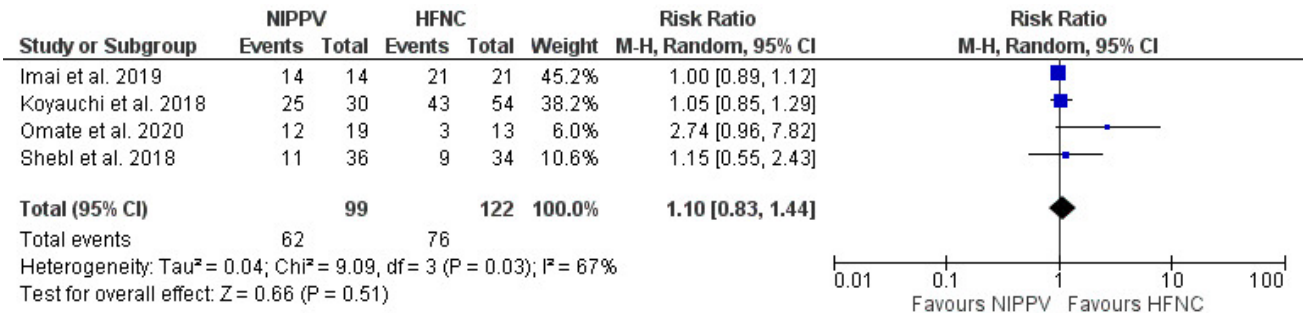 NIPPV HFNC Risk Ratio Risk Ratio
Study or Subgroup Events Total Events Total Weight M-H, Random, 95% CI M-H, Random, 95% CI
Imai et al. 2019 14 14 21 21 45.2% 1.00 [0.89, 1.12]
Koyauchi et al. 2018 25 30 43 54 38.2% 1.05 [0.85, 1.29]
Omate et al. 2020 12 19 3 13 6.0% 2.74 [0.96, 7.82]
Shebl et al. 2018 11 36 9 34 10.6% 1.15 [0.55, 2.43]
Total (95% CI) 99 122 100.0% 1.10 [0.83, 1.44]
Total events 62 76
Heterogeneity: Tau² = 0.04; Chi² = 9.09, df = 3 (P = 0.03); I² = 67%
Test for overall effect: Z = 0.66 (P = 0.51)
0.01 0.1 1 10 100
Favours NIPPV Favours HFNC